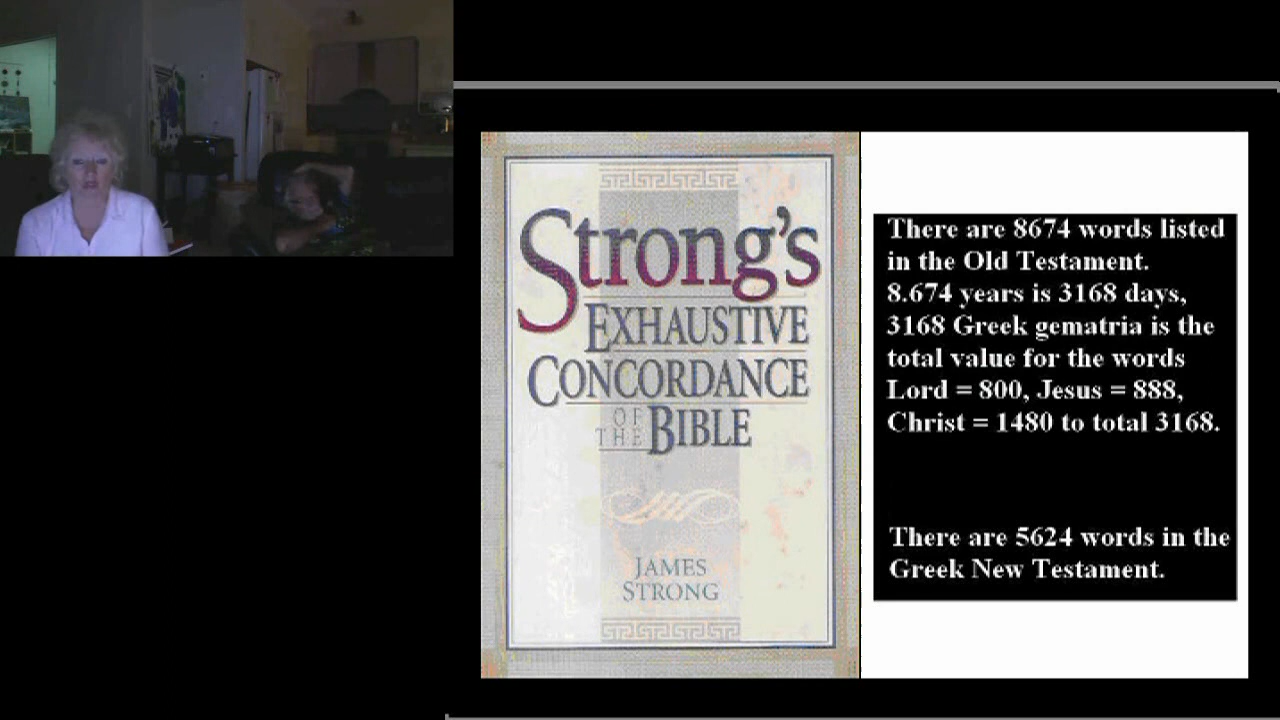 Strong's
EXHAUSTIVE
CONCORDANCE
OF
THE BIBLE
JAMES
STRONG
There are 8674 words listed
in the Old Testament.
8.674 years is 3168 days,
3168 Greek gematria is the
total value for the words
Lord = 800, Jesus = 888,
Christ = 1480 to total 3168.
There are 5624 words in the
Greek New Testament.